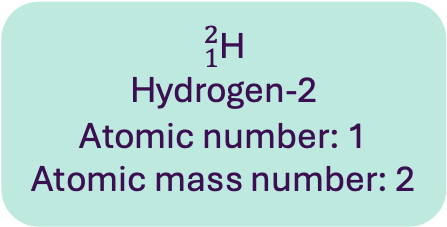 ²₁H
Hydrogen-2
Atomic number: 1
Atomic mass number: 2